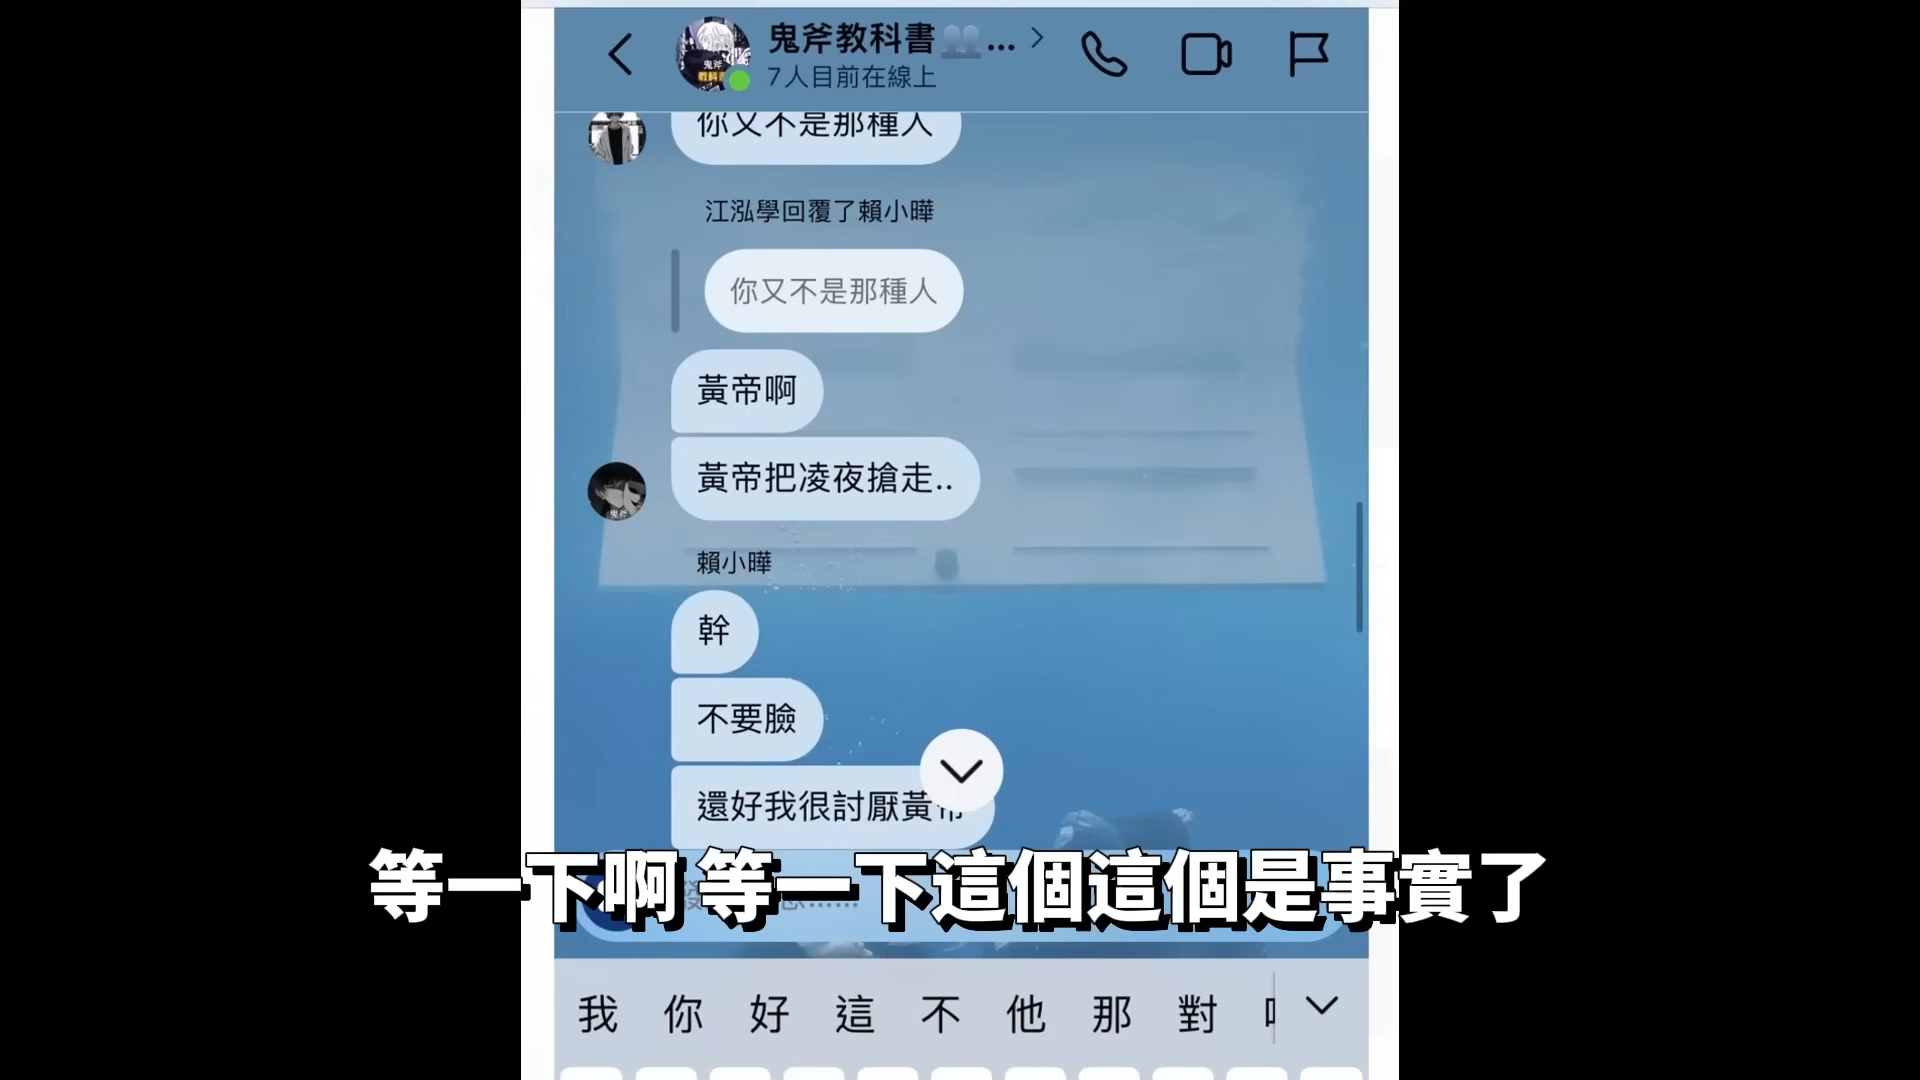 鬼斧教科書👥...
7人目前在線上
你又不是那種人
江泓學回覆了賴小曄
你又不是那種人
黃帝啊
黃帝把凌夜搶走..
賴小曄
幹
不要臉
還好我很討厭黃帝
等一下啊 等一下這個這個是事實了
我 你 好 這 不 他 那 對